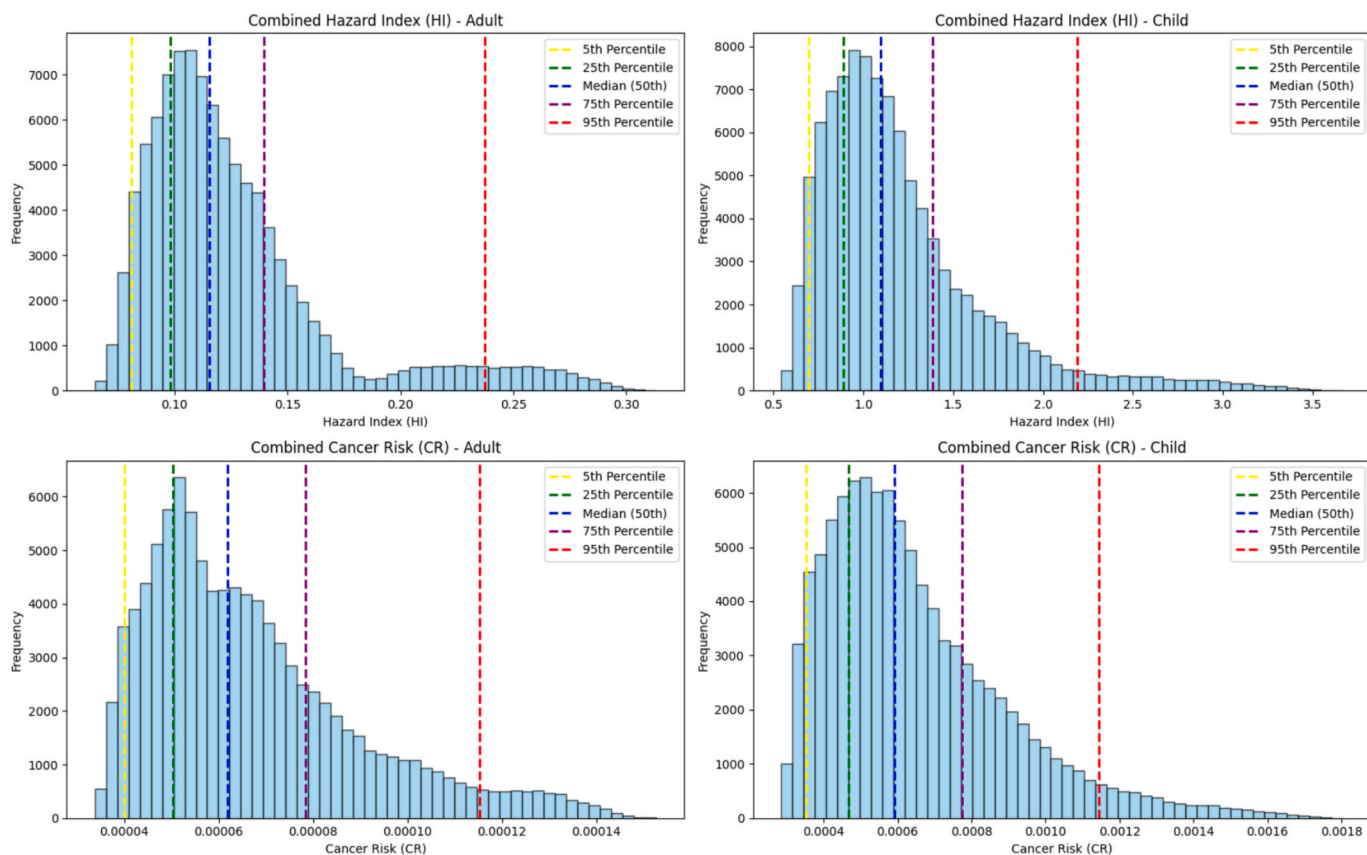 Combined Hazard Index (HI) - Adult
5th Percentile
25th Percentile
Median (50th)
75th Percentile
95th Percentile
7000
6000
5000
4000
3000
2000
1000
0
Frequency
0.10 0.15 0.20 0.25 0.30
Hazard Index (HI)
Combined Hazard Index (HI) - Child
5th Percentile
25th Percentile
Median (50th)
75th Percentile
95th Percentile
8000
7000
6000
5000
4000
3000
2000
1000
0
Frequency
0.5 1.0 1.5 2.0 2.5 3.0 3.5
Hazard Index (HI)
Combined Cancer Risk (CR) - Adult
5th Percentile
25th Percentile
Median (50th)
75th Percentile
95th Percentile
6000
5000
4000
3000
2000
1000
0
Frequency
0.00004 0.00006 0.00008 0.00010 0.00012 0.00014
Cancer Risk (CR)
Combined Cancer Risk (CR) - Child
5th Percentile
25th Percentile
Median (50th)
75th Percentile
95th Percentile
6000
5000
4000
3000
2000
1000
0
Frequency
0.0004 0.0006 0.0008 0.0010 0.0012 0.0014 0.0016 0.0018
Cancer Risk (CR)